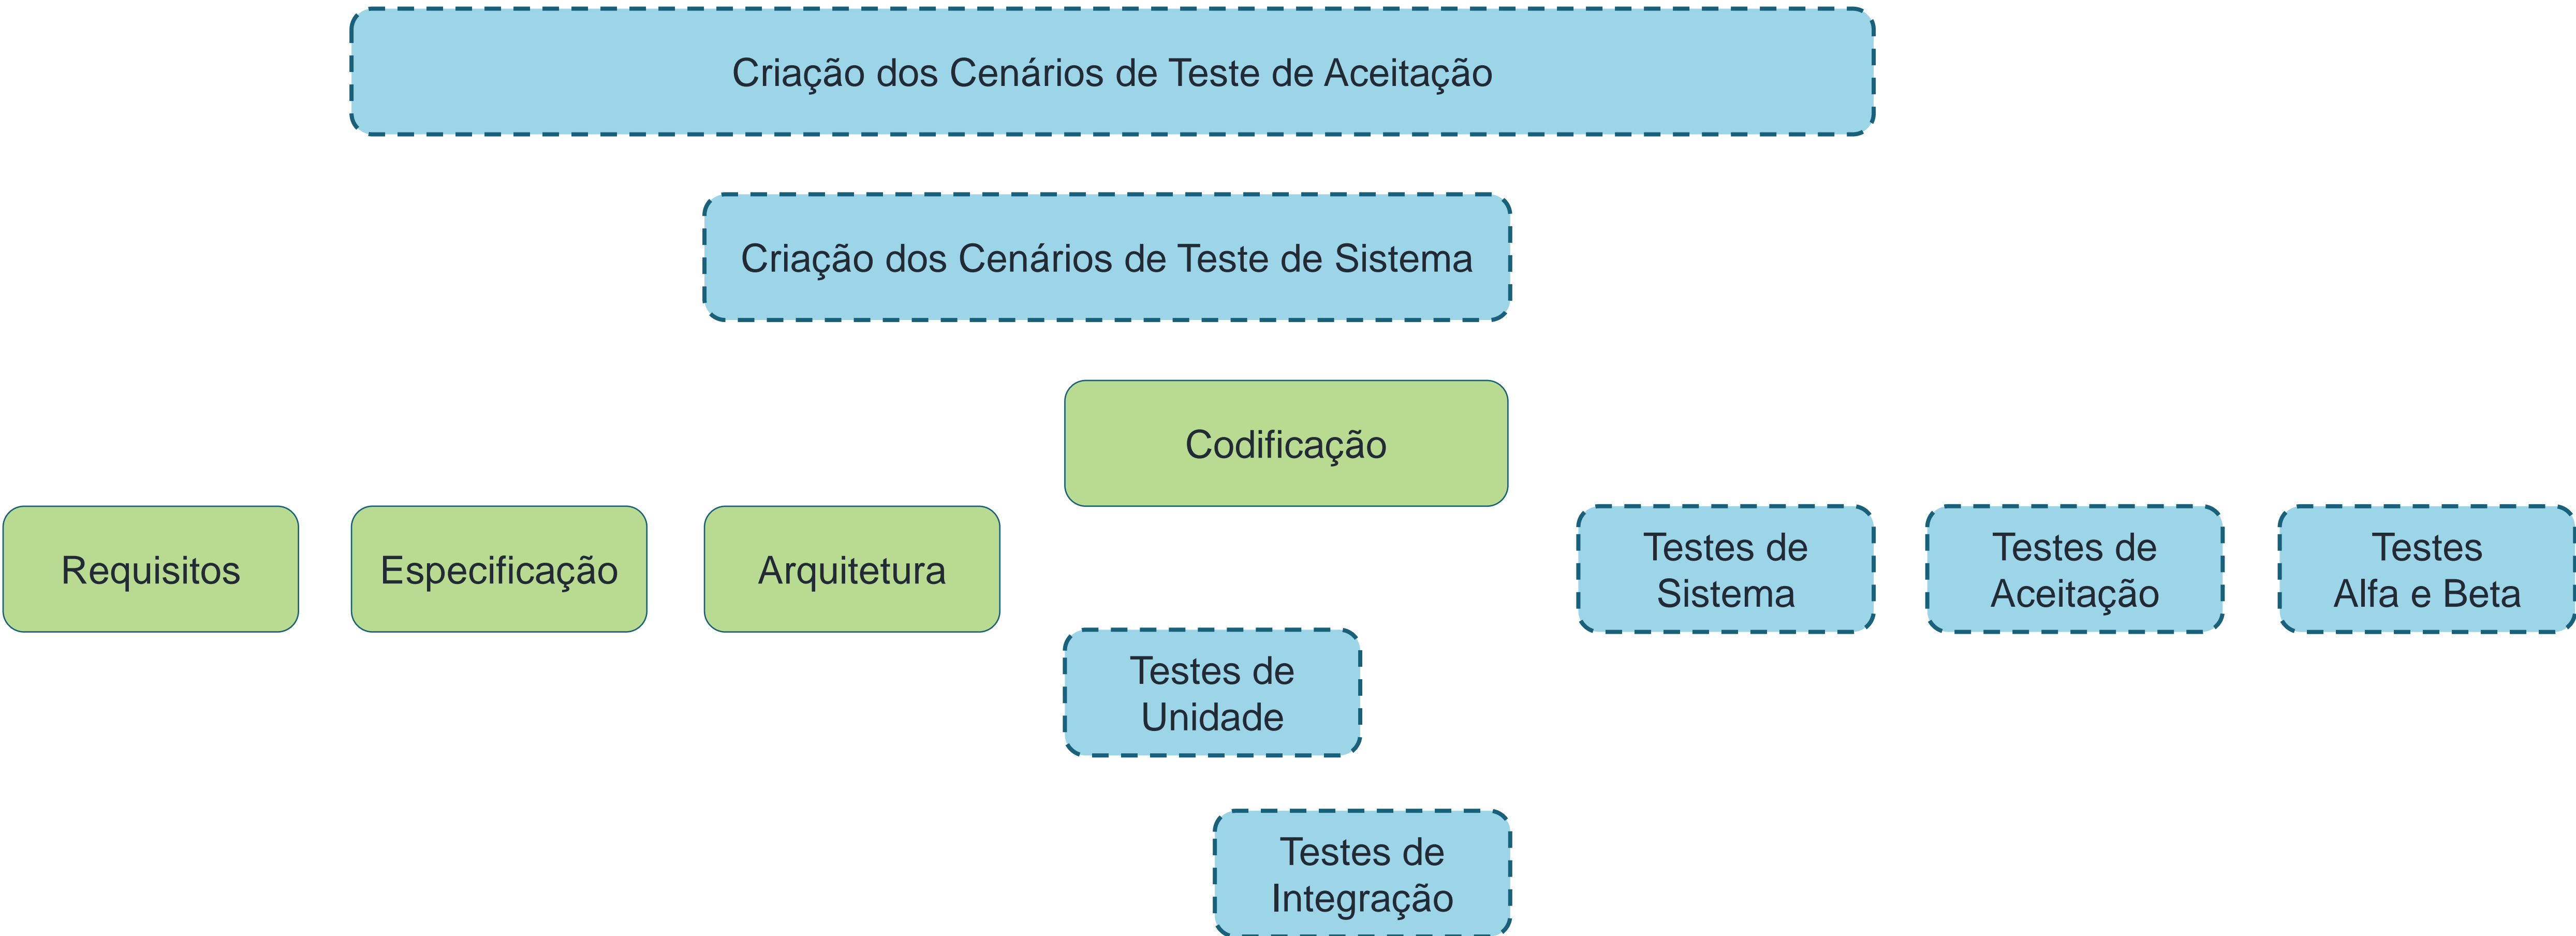 Criação dos Cenários de Teste de Aceitação
Criação dos Cenários de Teste de Sistema
Codificação
Requisitos
Especificação
Arquitetura
Testes de
Sistema
Testes de
Aceitação
Testes
Alfa e Beta
Testes de
Unidade
Testes de
Integração